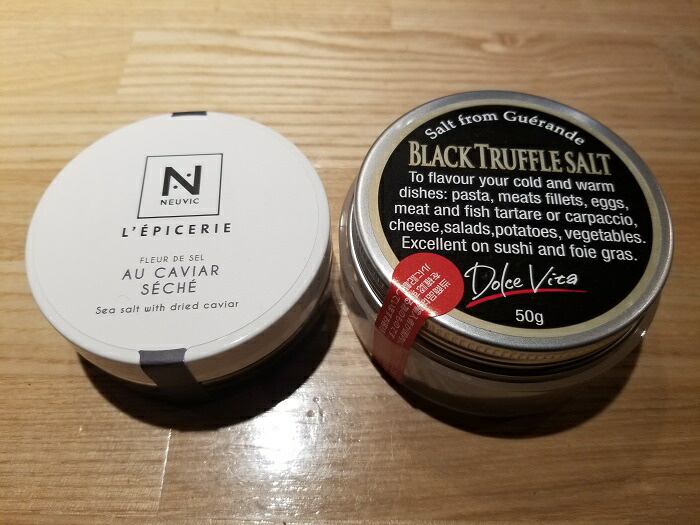 N
NEUVIC
L'ÉPICERIE
FLEUR DE SEL
AU CAVIAR
SÉCHÉ
Sea salt with dried caviar
Salt from Guérande
BLACK TRUFFLE SALT
To flavour your cold and warm
dishes: pasta, meats fillets, eggs,
meat and fish tartare or carpaccio,
cheese,salads,potatoes, vegetables.
Excellent on sushi and foie gras.
Dolce Vita
50g